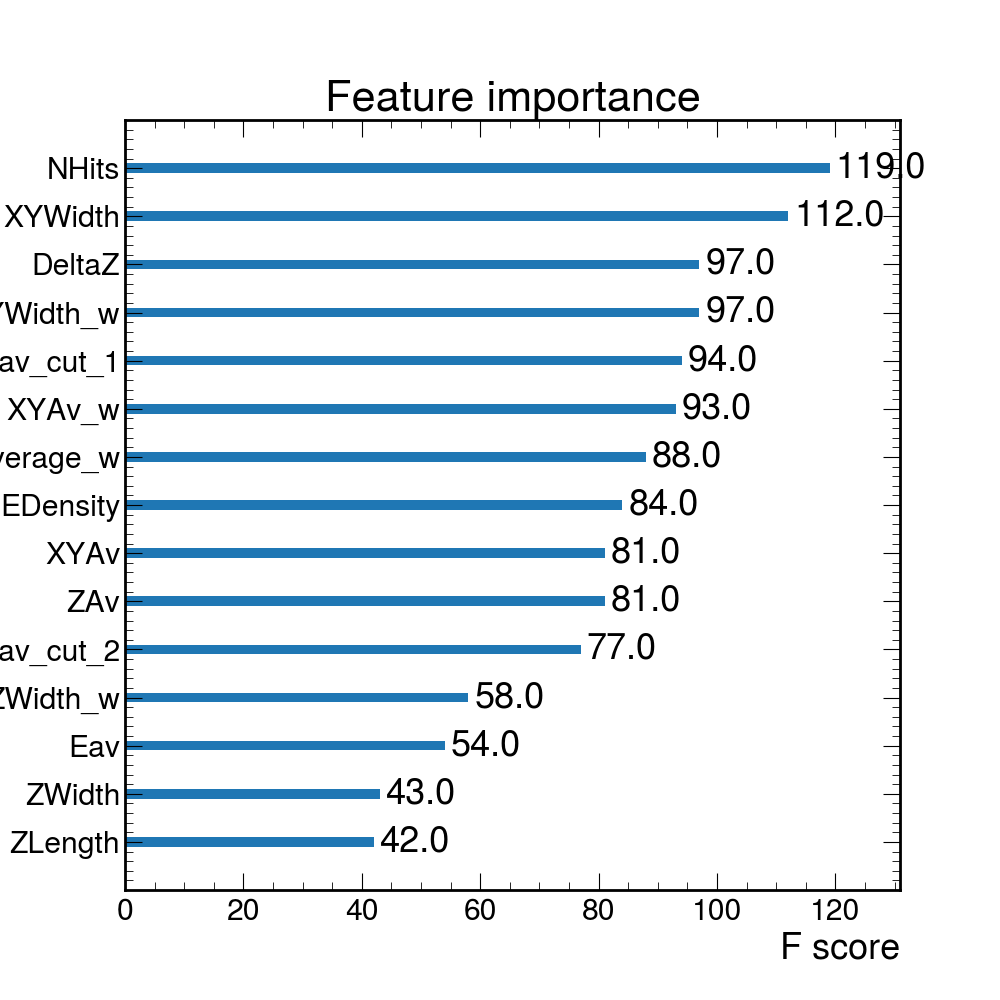 Feature importance
NHits 119.0
XYWidth 112.0
DeltaZ 97.0
YWidth_w 97.0
av_cut_1 94.0
XYAv_w 93.0
verage_w 88.0
EDensity 84.0
XYAv 81.0
ZAv 81.0
av_cut_2 77.0
ZWidth_w 58.0
Eav 54.0
ZWidth 43.0
ZLength 42.0
0 20 40 60 80 100 120
F score